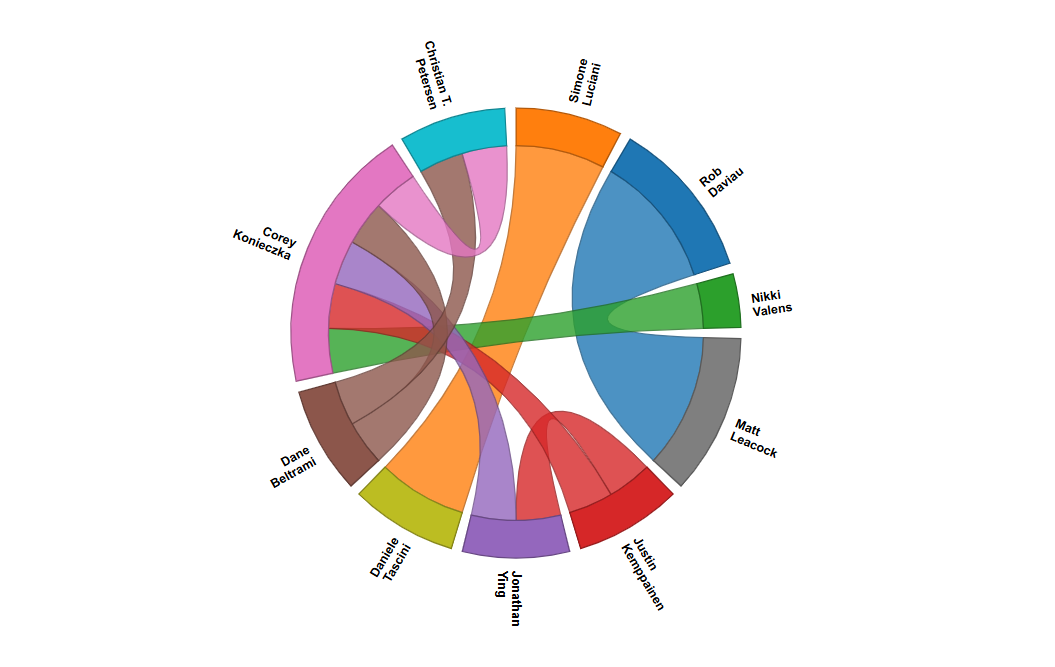 Christian T.
Petersen
Simone
Luciani
Rob
Daviau
Corey
Konieczka
Nikki
Valens
Matt
Leacock
Dane
Beltrami
Daniele
Tascini
Jonathan
Ying
Justin
Kemppainen